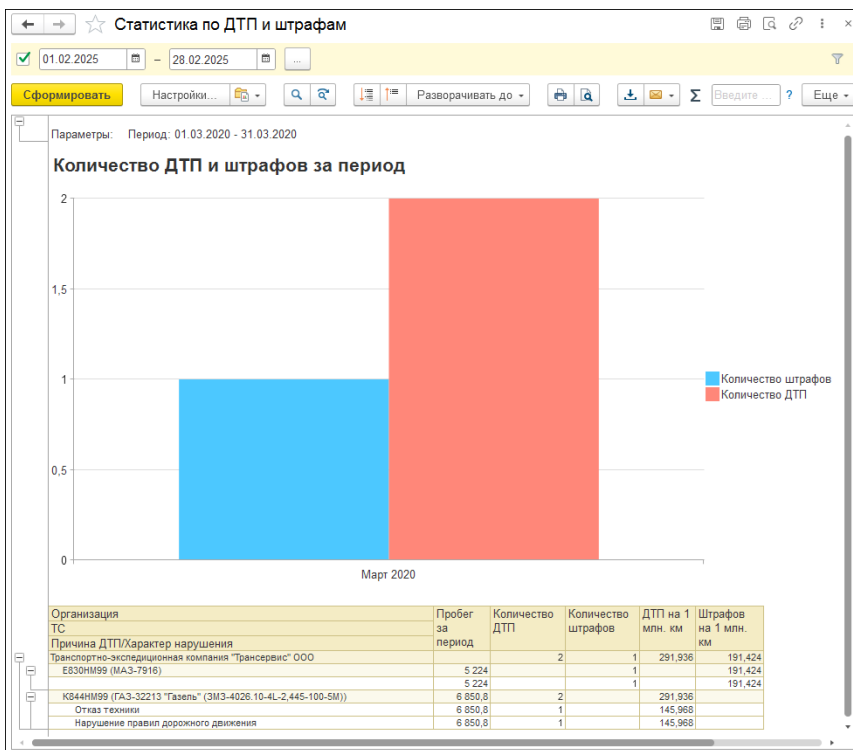 Статистика по ДТП и штрафам
01.02.2025 – 28.02.2025 ...
Сформировать Настройки... Разворачивать до Σ Введите ... ? Еще
Параметры: Период: 01.03.2020 - 31.03.2020
Количество ДТП и штрафов за период
2
1,5
1
0,5
0
Март 2020
Количество штрафов
Количество ДТП
Организация Пробег за период Количество ДТП Количество штрафов ДТП на 1 млн. км Штрафов на 1 млн. км
ТС
Причина ДТП/Характер нарушения
Транспортно-экспедиционная компания "Трансервис" ООО 2 1 291,936 191,424
Е830НМ99 (МАЗ-7916) 5 224 1 191,424
5 224 1 191,424
К844НМ99 (ГАЗ-32213 "Газель" (ЗМЗ-4026.10-4L-2,445-100-5М)) 6 850,8 2 291,936
Отказ техники 6 850,8 1 145,968
Нарушение правил дорожного движения 6 850,8 1 145,968